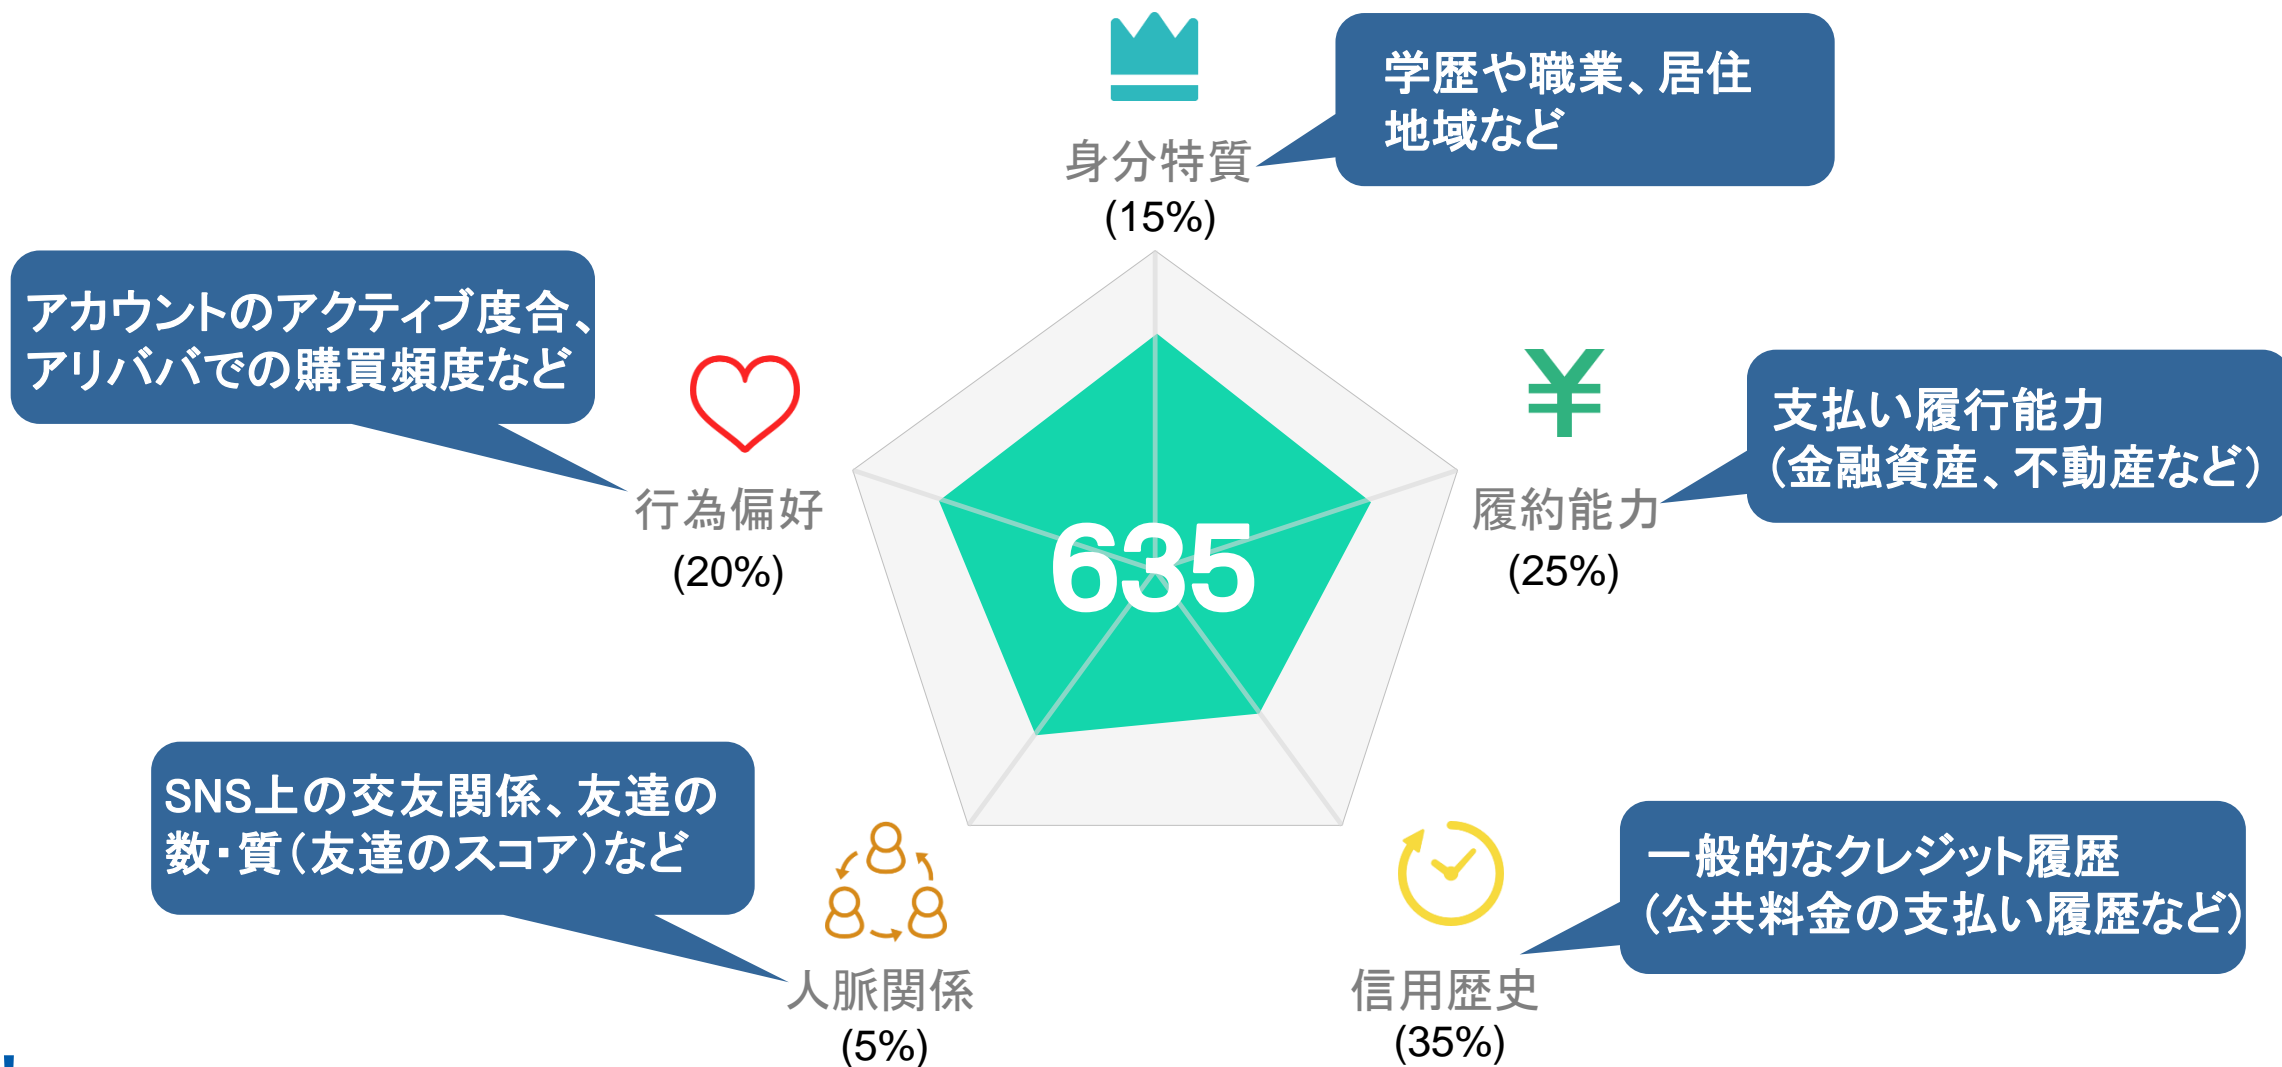 学歴や職業、居住
地域など
身分特質
(15%)
アカウントのアクティブ度合、
アリババでの購買頻度など
行為偏好
(20%)
¥
支払い履行能力
（金融資産、不動産など）
履約能力
(25%)
635
SNS上の交友関係、友達の
数・質（友達のスコア）など
人脈関係
(5%)
一般的なクレジット履歴
（公共料金の支払い履歴など）
信用歴史
(35%)